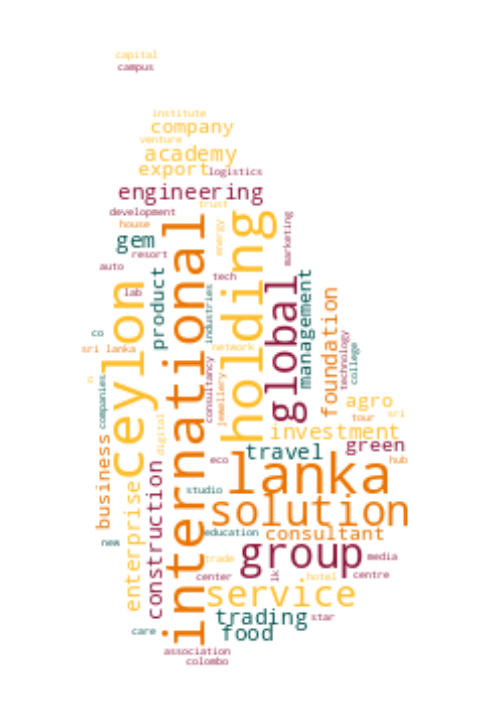 capital
campus
institute
company
venture
academy
export
logistics
engineering
trust
development
house
gem
resort
auto
lab
product
international
energy
holding
marketing
tech
industries
global
management
co
sri lanka
ceylon
network
foundation
technology
college
c
companies
consultancy
jewellery
agro
tour
sri
investment
digital
business
travel
green
eco
hub
lanka
construction
enterprise
studio
solution
new
education
consultant
group
trade
media
center
lk
hotel
centre
service
trading
star
care
food
association
colombo